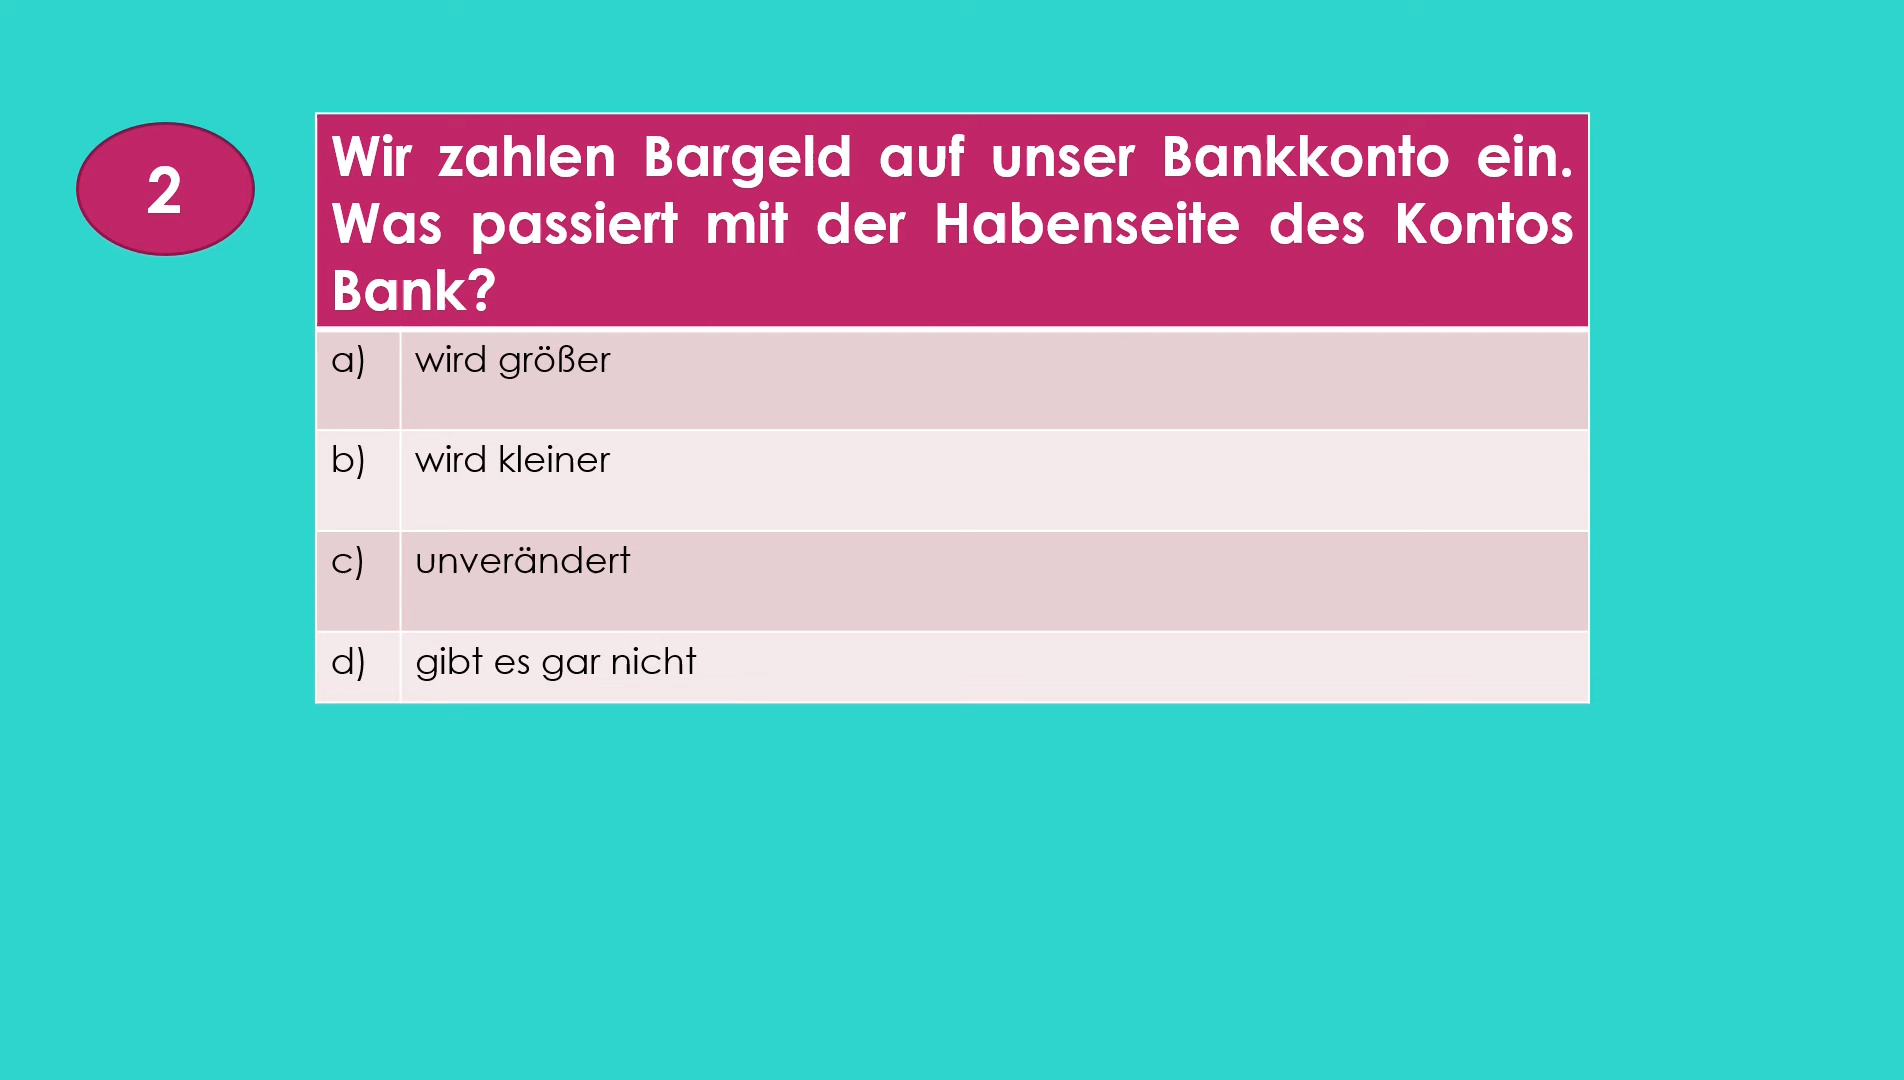 2
Wir zahlen Bargeld auf unser Bankkonto ein.
Was passiert mit der Habenseite des Kontos
Bank?
a) wird größer
b) wird kleiner
c) unverändert
d) gibt es gar nicht